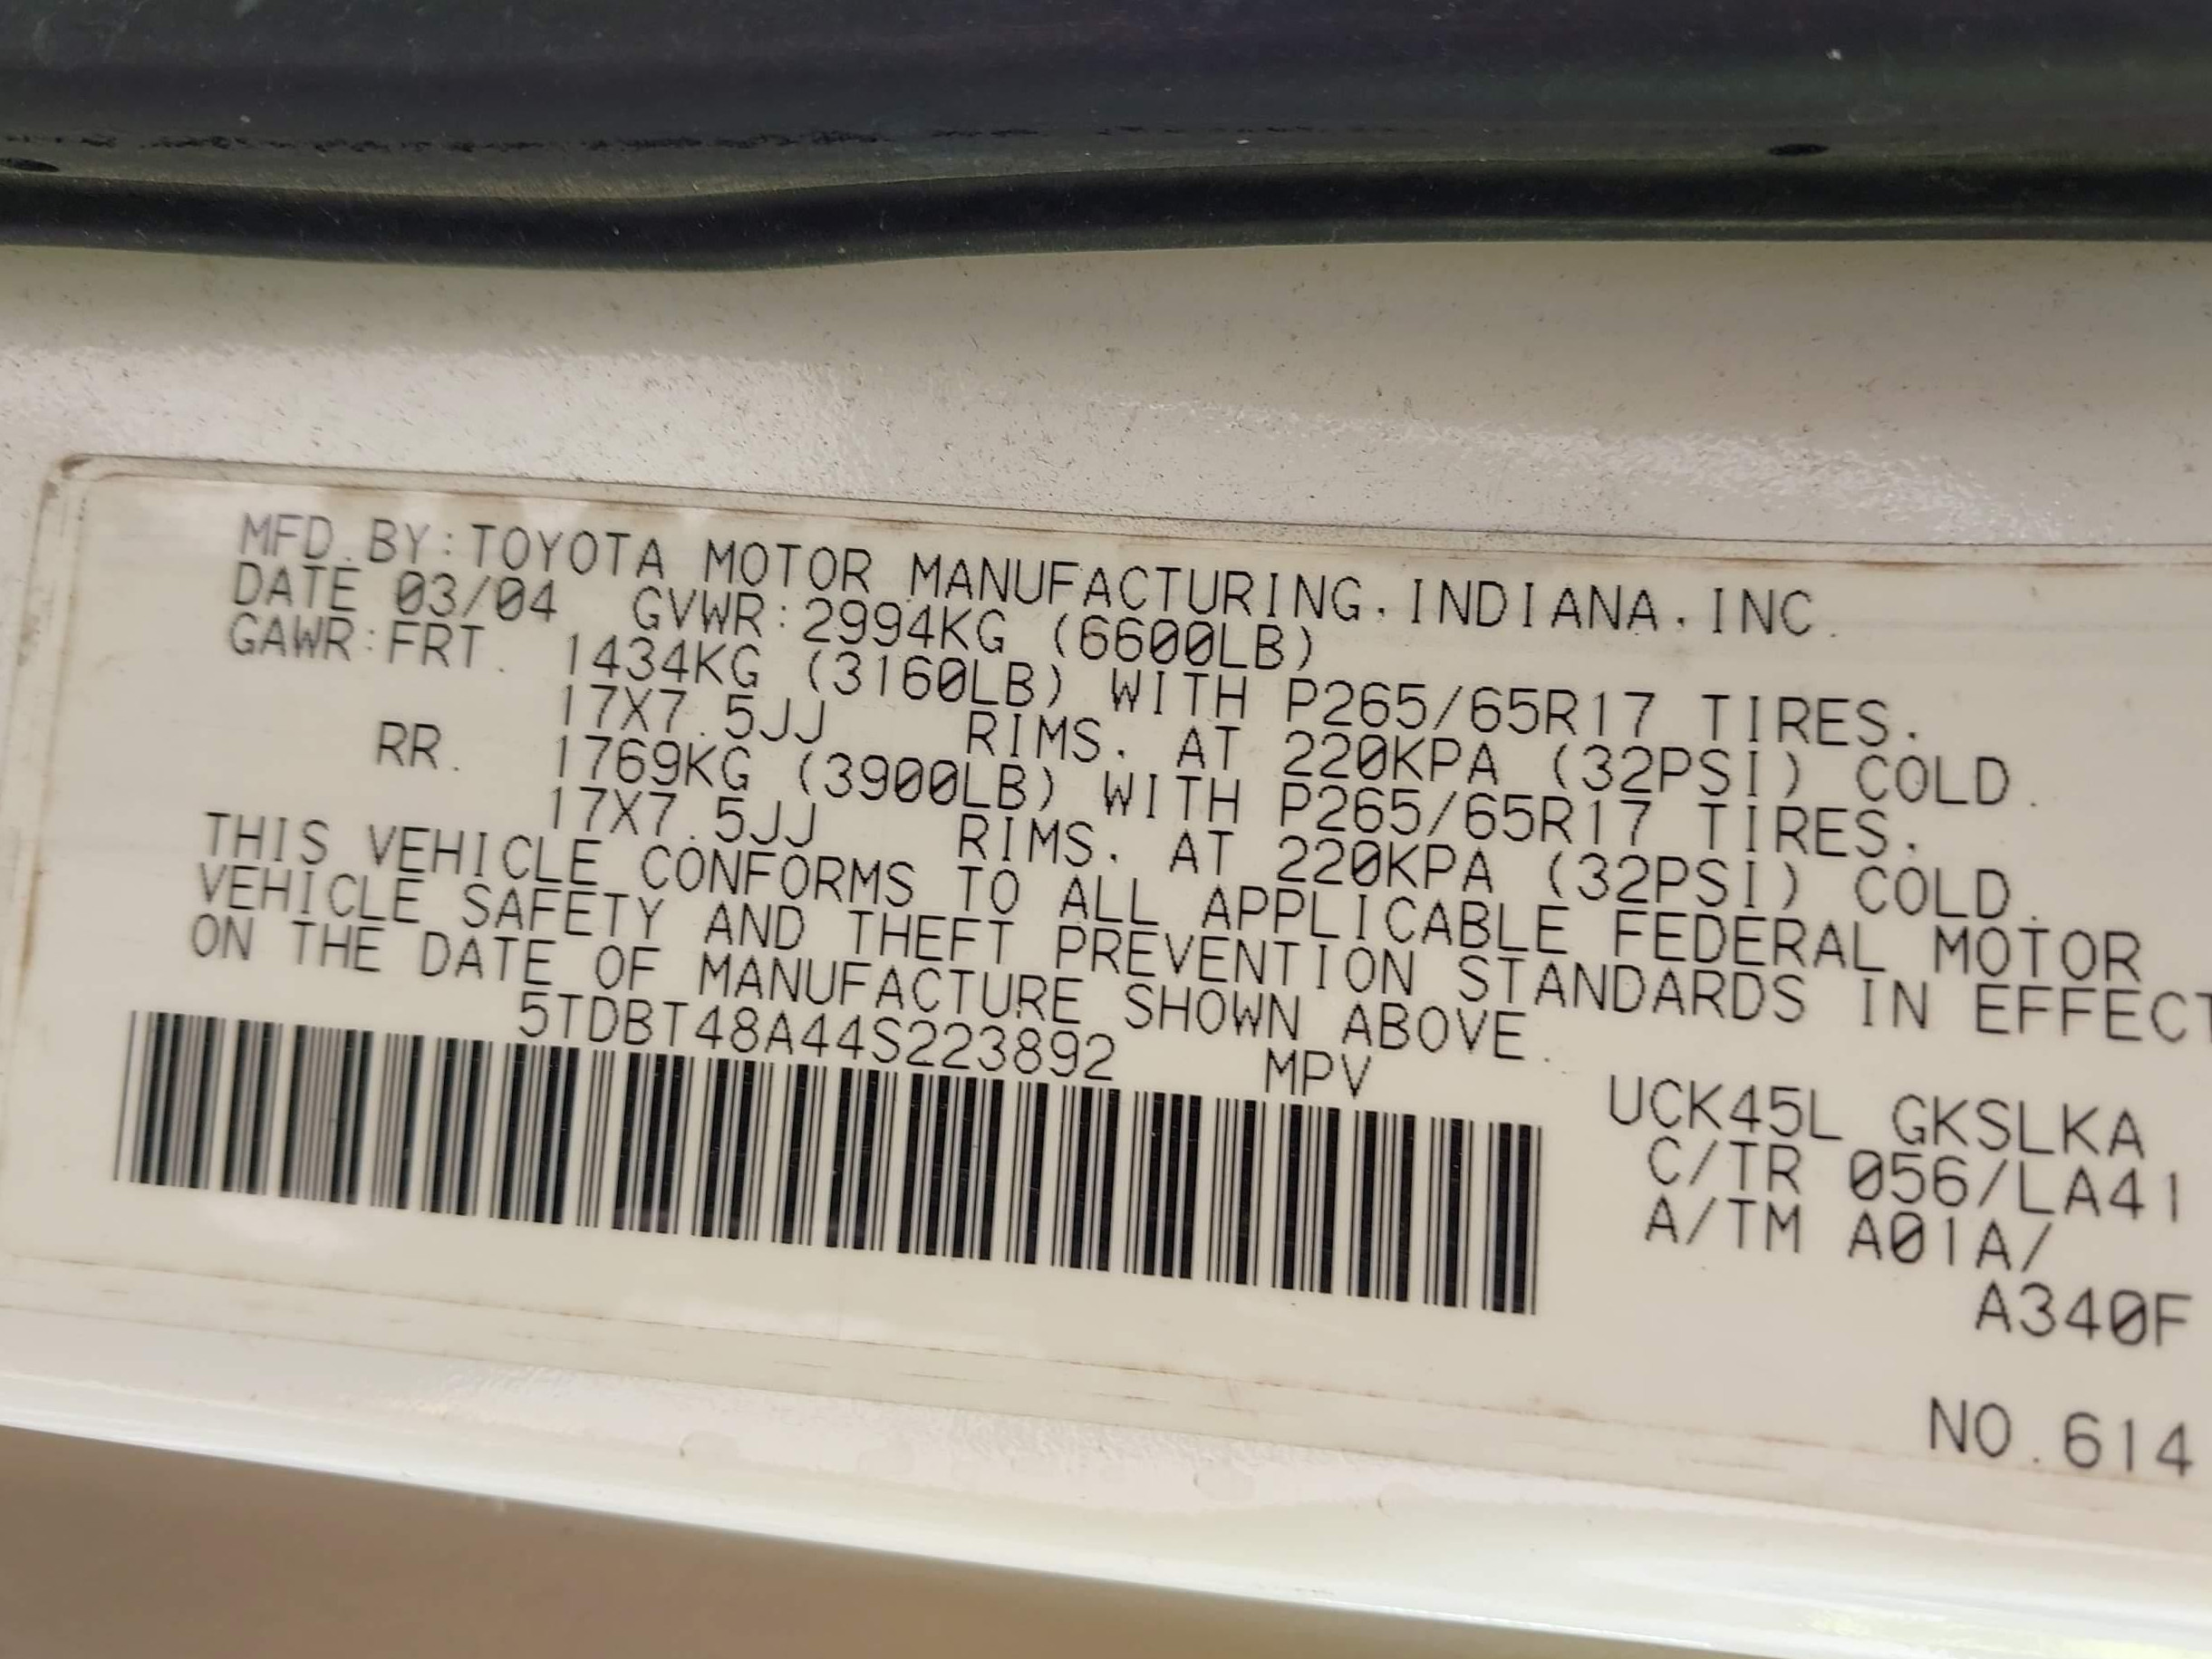 MFD.BY:TOYOTA MOTOR MANUFACTURING,INDIANA,INC.
DATE 03/04 GVWR:2994KG (6600LB)
GAWR:FRT. 1434KG (3160LB) WITH P265/65R17 TIRES.
17X7.5JJ RIMS. AT 220KPA (32PSI) COLD.
RR. 1769KG (3900LB) WITH P265/65R17 TIRES.
17X7.5JJ RIMS. AT 220KPA (32PSI) COLD.
THIS VEHICLE CONFORMS TO ALL APPLICABLE FEDERAL MOTOR
VEHICLE SAFETY AND THEFT PREVENTION STANDARDS IN EFFECT
ON THE DATE OF MANUFACTURE SHOWN ABOVE.
5TDBT48A44S223892 MPV
UCK45L GKSLKA
C/TR 056/LA41
A/TM A01A/
A340F
NO.614